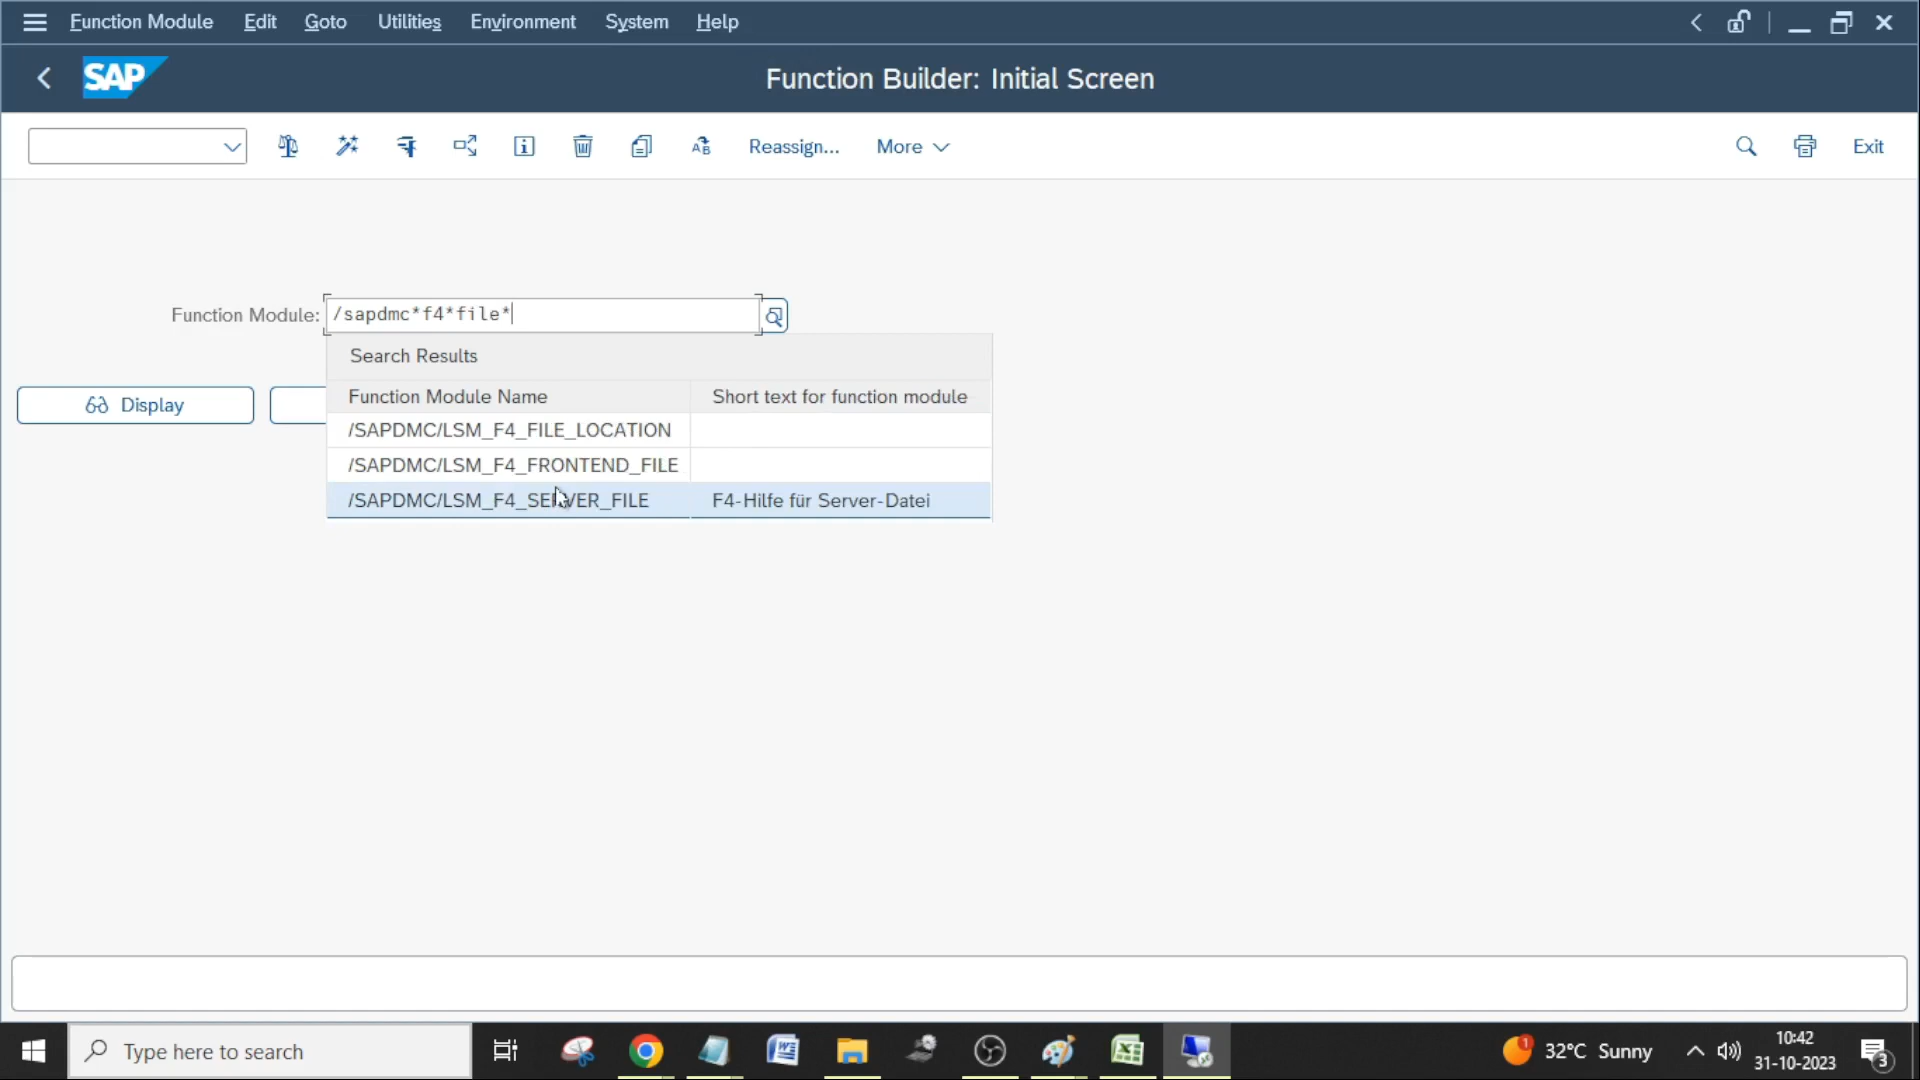 Function Module Edit Goto Utilities Environment System Help
SAP Function Builder: Initial Screen
Reassign... More Exit
Function Module: /sapdmc*f4*file*
Search Results
Function Module Name Short text for function module
Display
/SAPDMC/LSM_F4_FILE_LOCATION
/SAPDMC/LSM_F4_FRONTEND_FILE
/SAPDMC/LSM_F4_SERVER_FILE F4-Hilfe für Server-Datei
Type here to search 1 32°C Sunny 10:42
31-10-2023 3